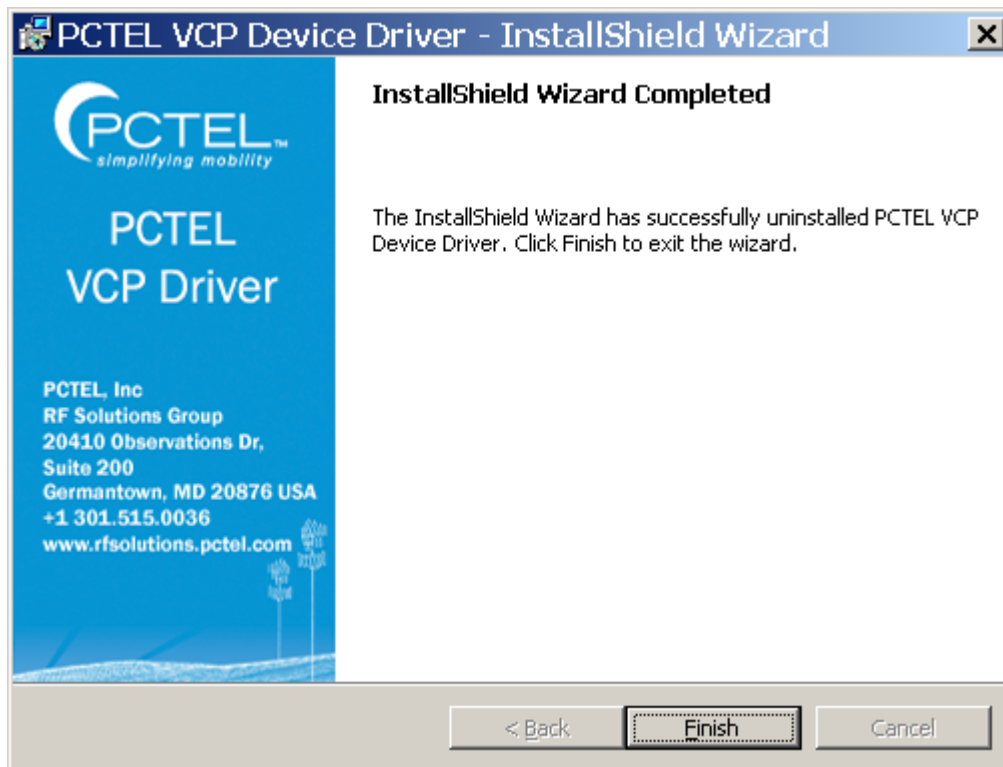 PCTEL VCP Device Driver - InstallShield Wizard
PCTEL™
simplifying mobility
PCTEL
VCP Driver
PCTEL, Inc
RF Solutions Group
20410 Observations Dr,
Suite 200
Germantown, MD 20876 USA
+1 301.515.0036
www.rfsolutions.pctel.com
InstallShield Wizard Completed
The InstallShield Wizard has successfully uninstalled PCTEL VCP
Device Driver. Click Finish to exit the wizard.
< Back
Finish
Cancel